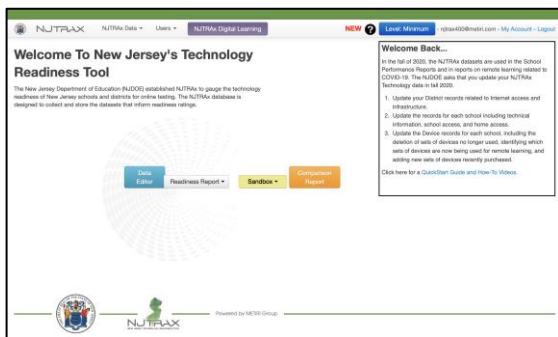 NJTRAX
NJTRAx Data
Users
NJTRAx Digital Learning
NEW
?
Level: Minimum
- njtrax400@metiri.com - My Account - Logout
Welcome To New Jersey's Technology
Readiness Tool
The New Jersey Department of Education (NJDOE) established NJTRAx to gauge the technology
readiness of New Jersey schools and districts for online testing. The NJTRAx database is
designed to collect and store the datasets that inform readiness ratings.
Welcome Back...
In the fall of 2020, the NJTRAx datasets are used in the School
Performance Reports and in reports on remote learning related to
COVID-19. The NJDOE asks that you update your NJTRAx
Technology data in fall 2020.
1. Update your District records related to Internet access and
infrastructure.
2. Update the records for each school including technical
information, school access, and home access.
3. Update the Device records for each school, including the
deletion of sets of devices no longer used, identifying which
sets of devices are now being used for remote learning, and
adding new sets of devices recently purchased.
Click here for a QuickStart Guide and How-To Videos.
Data
Editor
Readiness Report
Sandbox
Comparison
Report
NJTRAX
Powered by METIRI Group